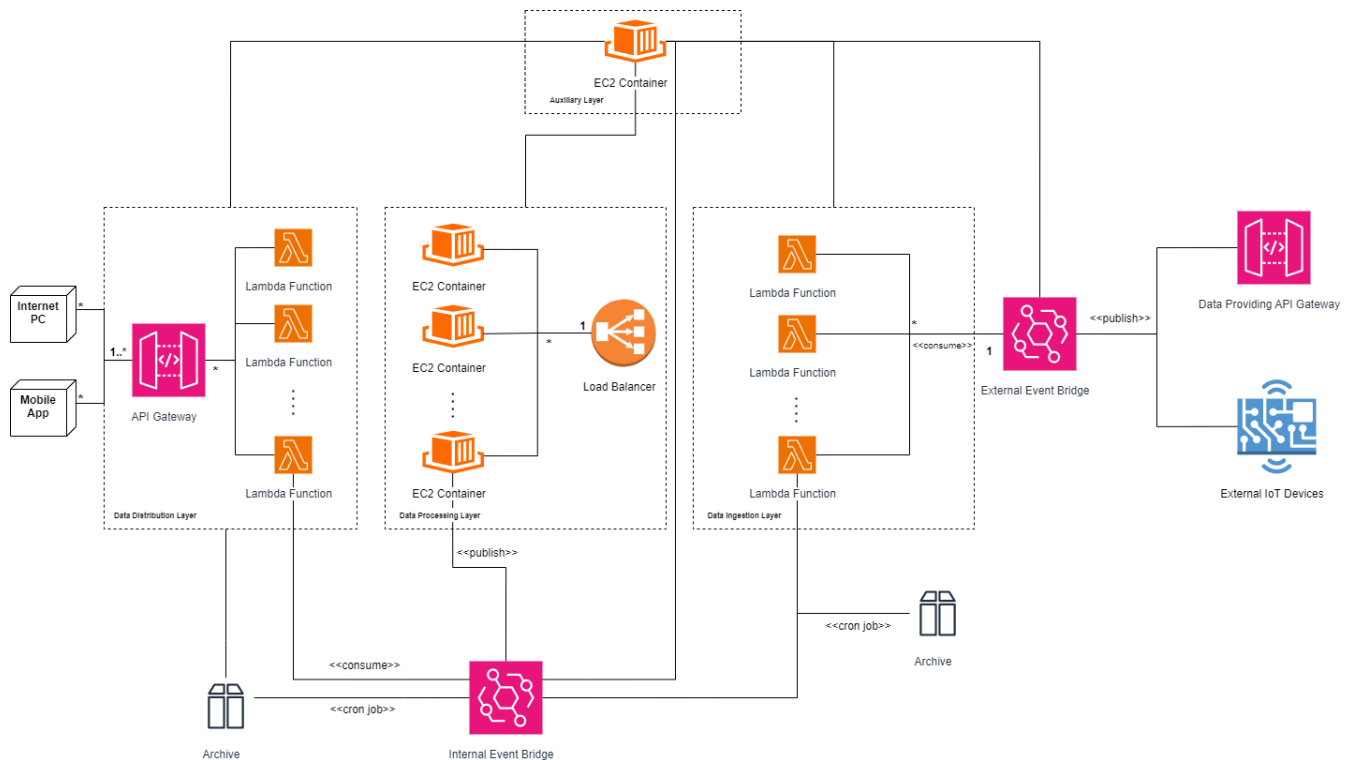 EC2 Container
Auxiliary Layer
Internet
PC
*
Mobile
App
*
1..*
API Gateway
*
Lambda Function
Lambda Function
Lambda Function
Data Distribution Layer
EC2 Container
EC2 Container
EC2 Container
*
1
Load Balancer
Data Processing Layer
Lambda Function
Lambda Function
Lambda Function
Data Ingestion Layer
*
<<consume>>
1
External Event Bridge
<<publish>>
Data Providing API Gateway
External IoT Devices
<<publish>>
<<consume>>
<<cron job>>
Archive
Internal Event Bridge
<<cron job>>
Archive